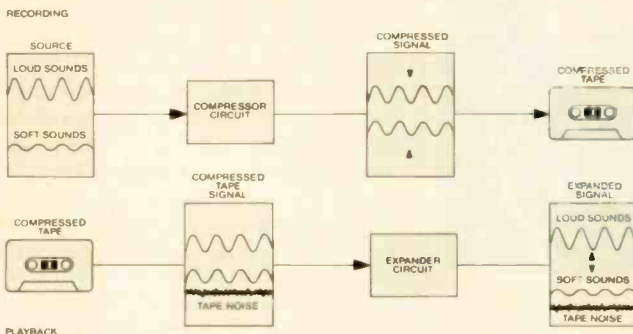 RECORDING
SOURCE
LOUD SOUNDS
SOFT SOUNDS
COMPRESSOR
CIRCUIT
COMPRESSED
SIGNAL
COMPRESSED
TAPE
COMPRESSED
TAPE
COMPRESSED
TAPE
SIGNAL
TAPE NOISE
EXPANDER
CIRCUIT
EXPANDED
SIGNAL
LOUD SOUNDS
SOFT SOUNDS
TAPE NOISE
PLAYBACK